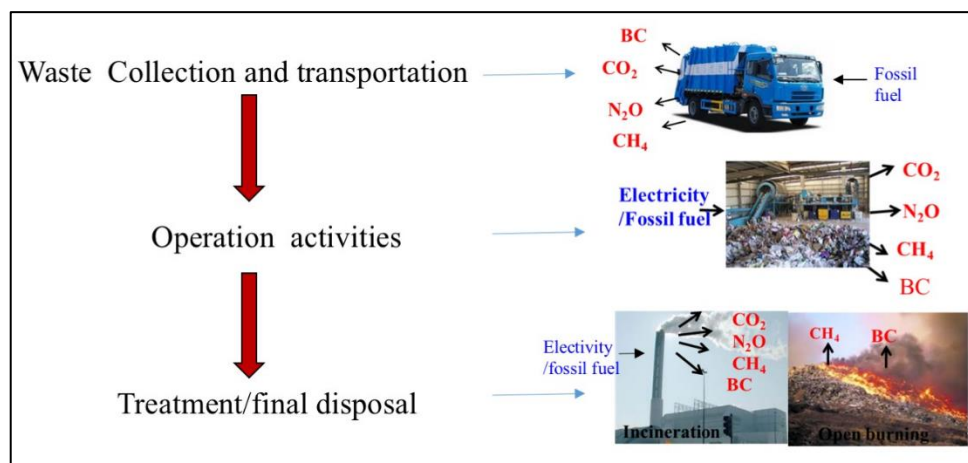 BC
Waste Collection and transportation
CO₂
Fossil
fuel
N₂O
CH₄
CO₂
Electricity
/Fossil fuel
N₂O
Operation activities
CH₄
BC
CO₂
N₂O
CH₄
BC
Electivity
/fossil fuel
CH₄
BC
Treatment/final disposal
Incineration
Open burning